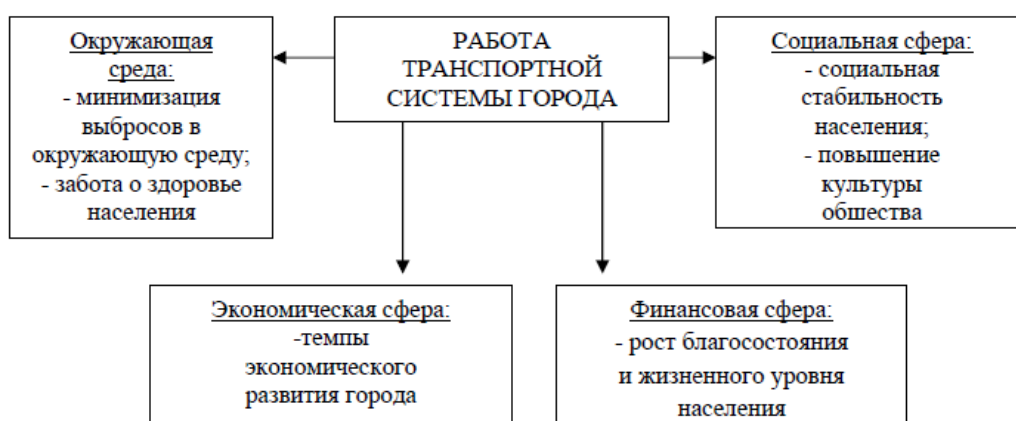 Окружающая
среда:
- минимизация
выбросов в
окружающую среду;
- забота о здоровье
населения
РАБОТА
ТРАНСПОРТНОЙ
СИСТЕМЫ ГОРОДА
Социальная сфера:
- социальная
стабильность
населения;
- повышение
культуры
обшества
Экономическая сфера:
-темпы
экономического
развития города
Финансовая сфера:
- рост благосостояния
и жизненного уровня
населения